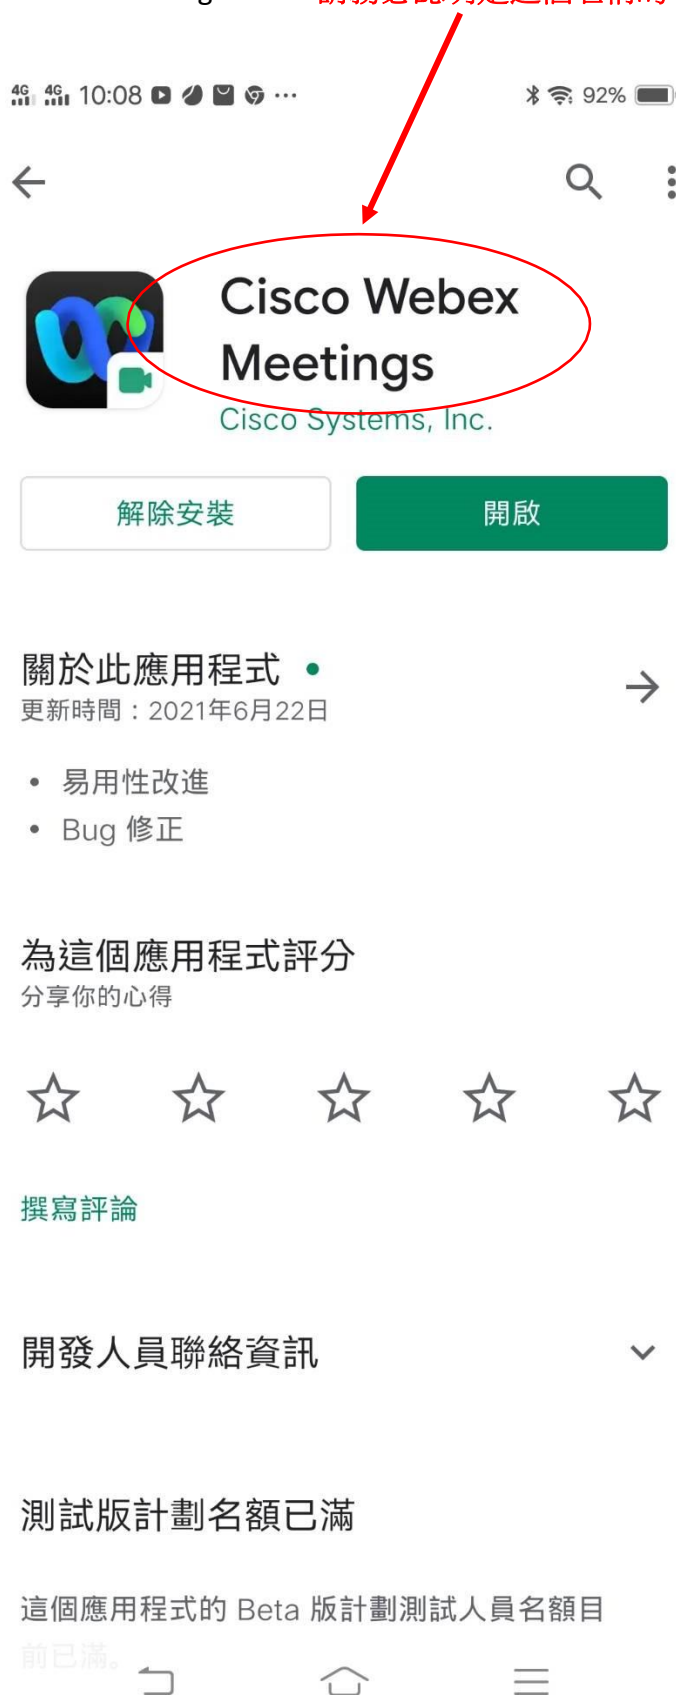 4G 4G 10:08 92%
Cisco Webex
Meetings
Cisco Systems, Inc.
解除安裝 開啟
關於此應用程式
更新時間：2021年6月22日
• 易用性改進
• Bug 修正
為這個應用程式評分
分享你的心得
撰寫評論
開發人員聯絡資訊
測試版計劃名額已滿
這個應用程式的 Beta 版計劃測試人員名額目
前已滿。